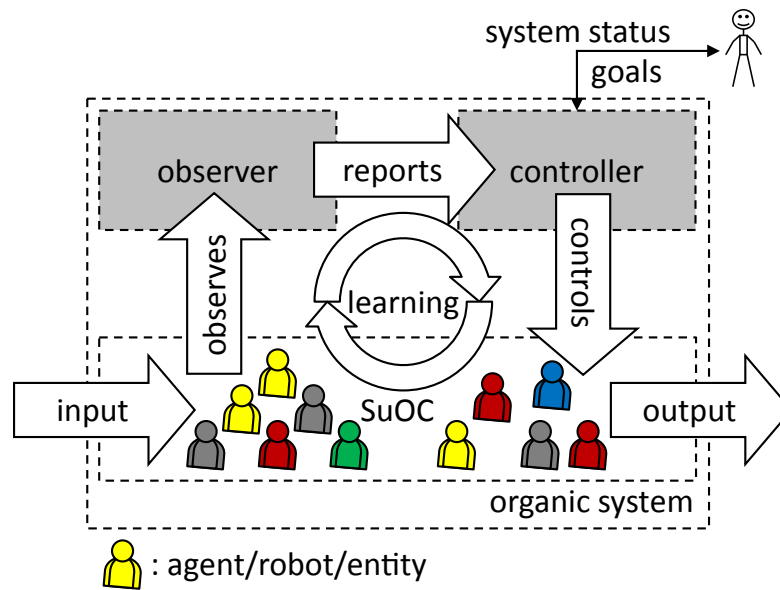 system status
goals
observer
reports
controller
observes
learning
controls
input
SuOC
output
organic system
: agent/robot/entity